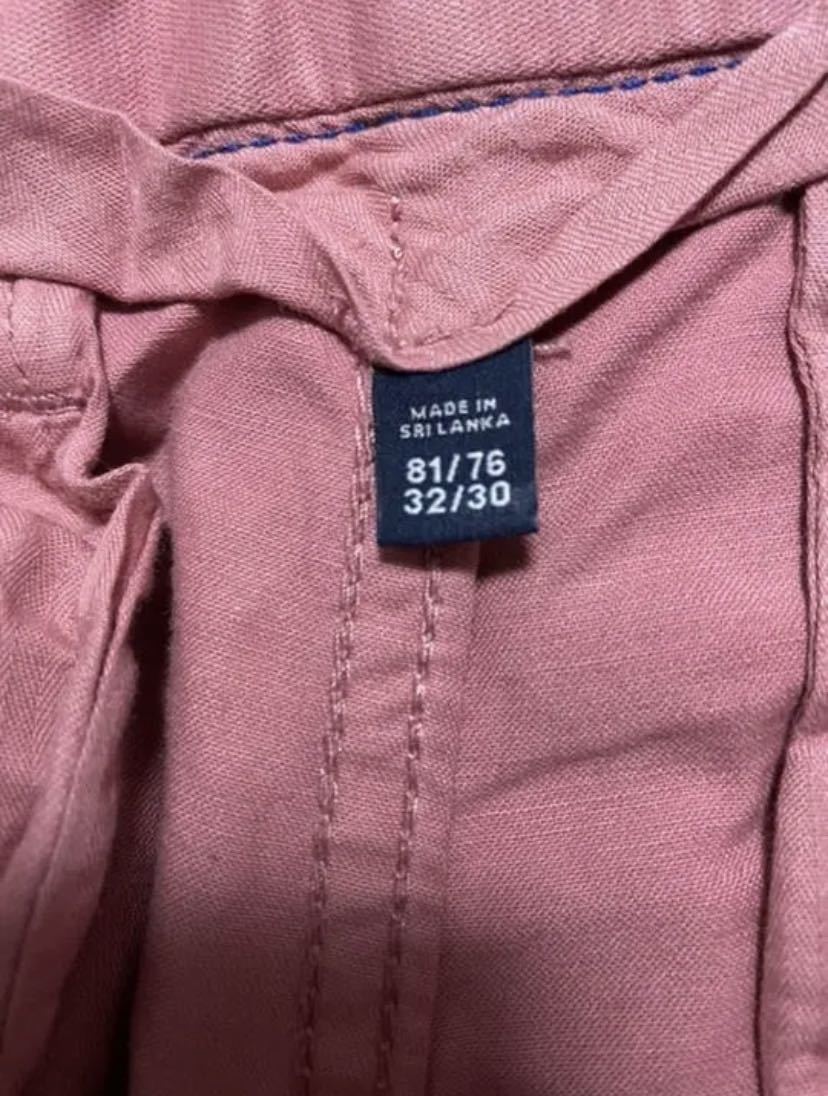 MADE IN
SRI LANKA
81/76
32/30